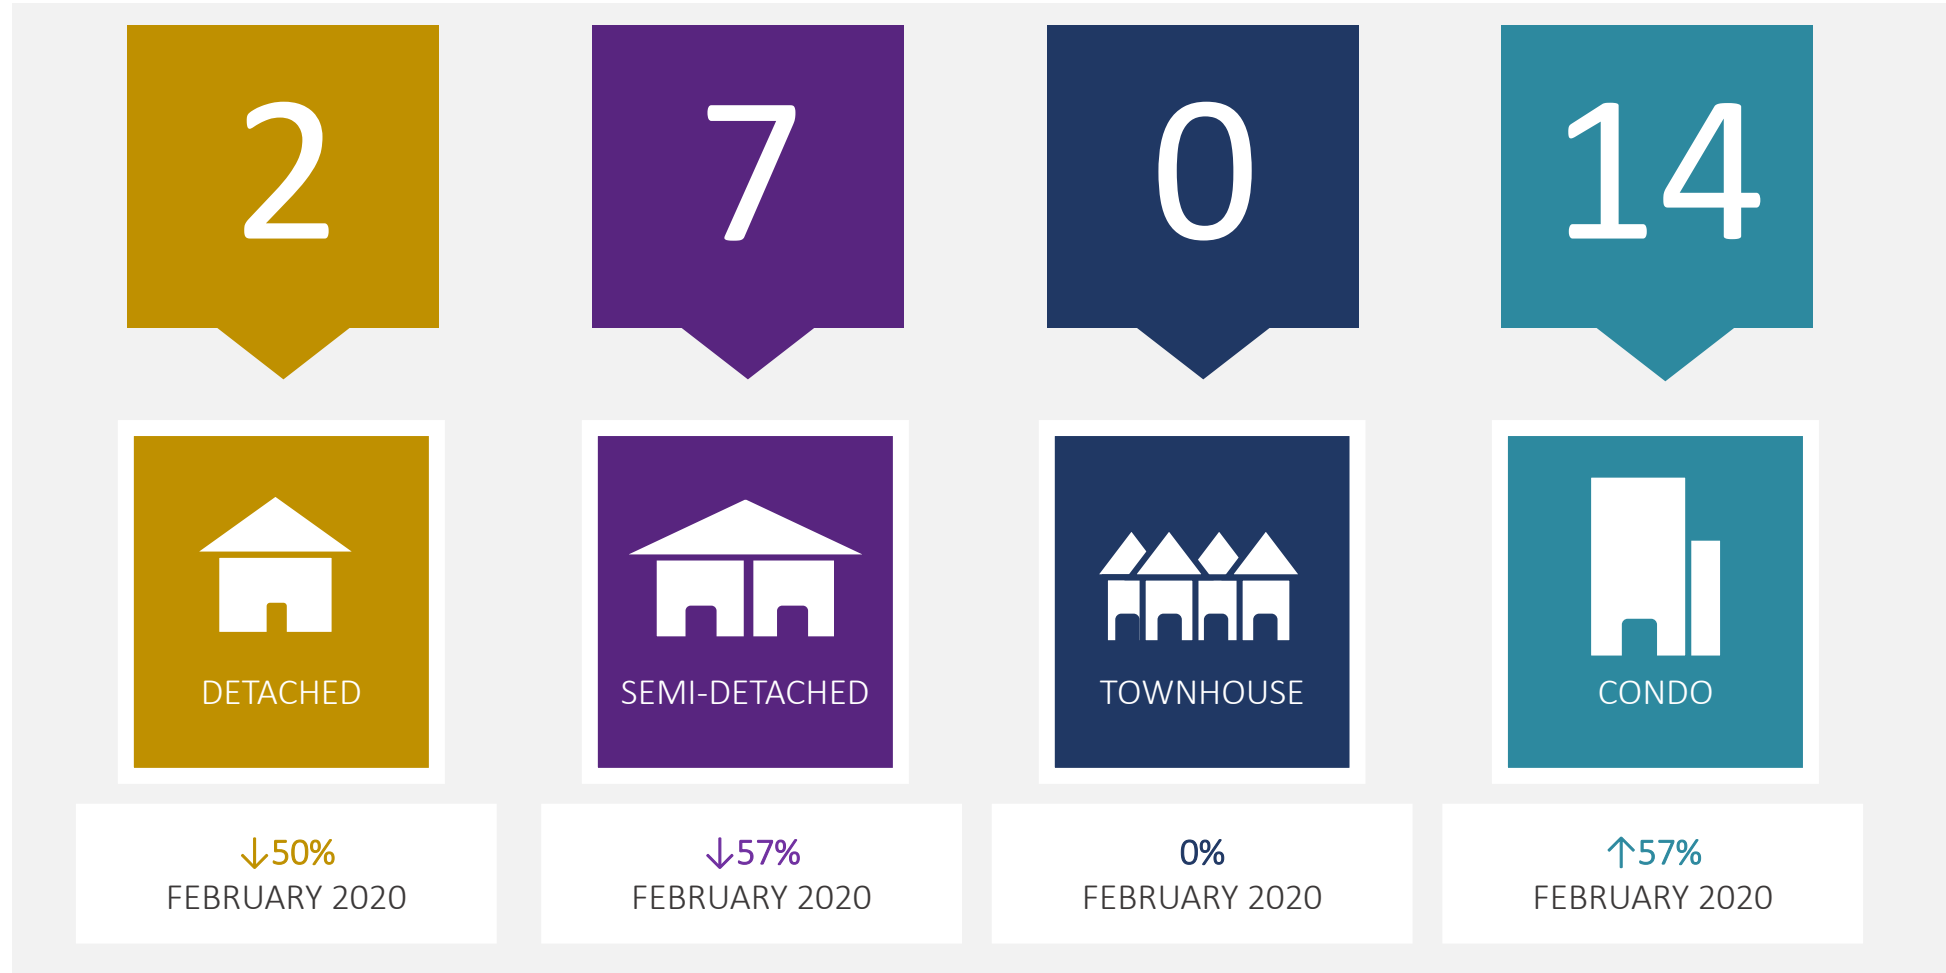 2
7
0
14
DETACHED
SEMI-DETACHED
TOWNHOUSE
CONDO
↓50%
FEBRUARY 2020
↓57%
FEBRUARY 2020
0%
FEBRUARY 2020
↑57%
FEBRUARY 2020